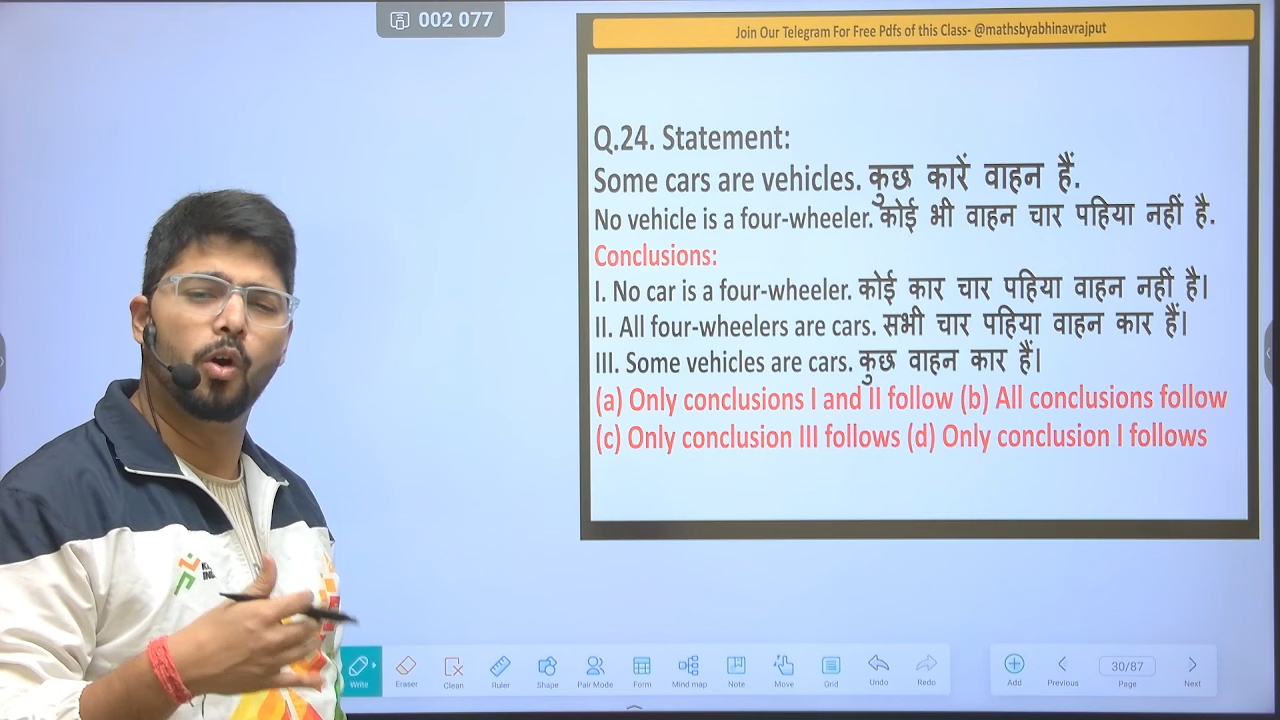 002 077
Join Our Telegram For Free Pdfs of this Class- @mathsbyabhinavrajput
Q.24. Statement:
Some cars are vehicles. कुछ कारें वाहन हैं.
No vehicle is a four-wheeler. कोई भी वाहन चार पहिया नहीं है.
Conclusions:
I. No car is a four-wheeler. कोई कार चार पहिया वाहन नहीं है।
II. All four-wheelers are cars. सभी चार पहिया वाहन कार हैं।
III. Some vehicles are cars. कुछ वाहन कार हैं।
(a) Only conclusions I and II follow (b) All conclusions follow
(c) Only conclusion III follows (d) Only conclusion I follows
Write Eraser Clean Ruler Shape Pair Mode Form Mind map Note Move Grid Undo Redo Add Previous 30/87 Page Next